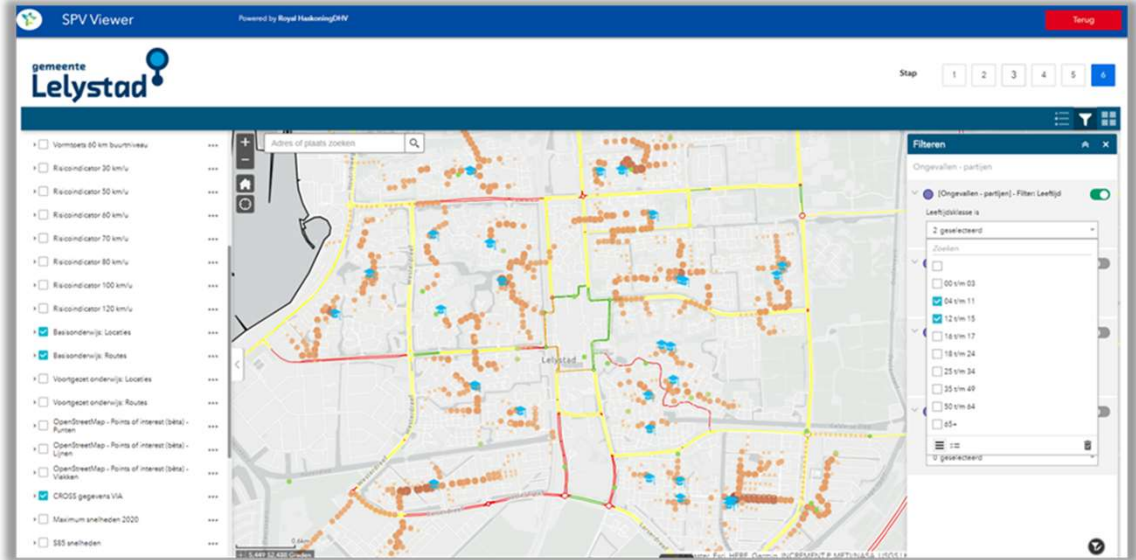 SPV Viewer
Powered by Royal HaskoningDHV
Terug
gemeente
Lelystad
Stap
1
2
3
4
5
6
Vormtoets 60 km buurtniveau
Risicoindicator 30 km/u
Risicoindicator 50 km/u
Risicoindicator 60 km/u
Risicoindicator 70 km/u
Risicoindicator 80 km/u
Risicoindicator 100 km/u
Risicoindicator 120 km/u
Basisonderwijs: Locaties
Basisonderwijs: Routes
Voortgezet onderwijs: Locaties
Voortgezet onderwijs: Routes
OpenStreetMap - Points of interest (bèta) -
Punten
OpenStreetMap - Points of interest (bèta) -
Lijnen
OpenStreetMap - Points of interest (bèta) -
Vlakken
CROSS gegevens VIA
Maximum snelheden 2020
S85 snelheden
Adres of plaats zoeken
Lelystad
0.6km
Filteren
Ongevallen - partijen
[Ongevallen - partijen] - Filter: Leeftijd
Leeftijdsklasse is
2 geselecteerd
Zoeken
00 t/m 03
04 t/m 11
12 t/m 15
16 t/m 17
18 t/m 24
25 t/m 34
35 t/m 49
50 t/m 64
65+
0 geselecteerd